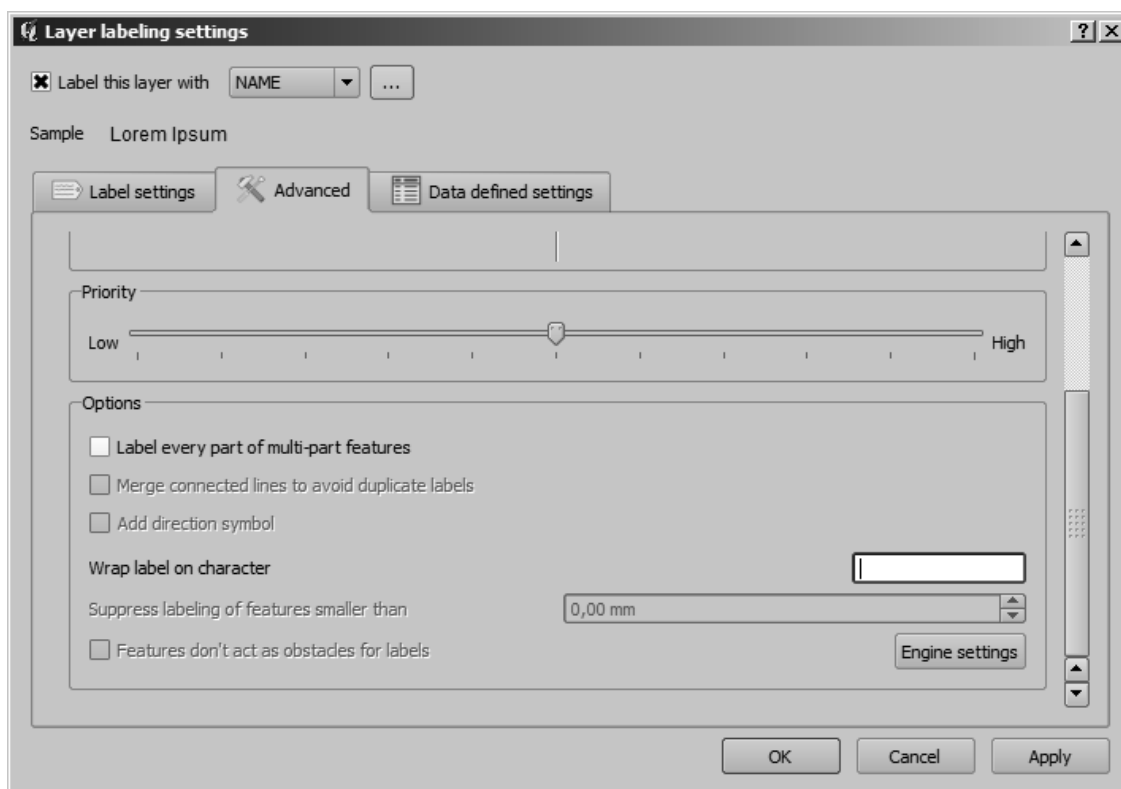 Layer labeling settings
Label this layer with NAME ...
Sample Lorem Ipsum
Label settings Advanced Data defined settings
Priority
Low High
Options
Label every part of multi-part features
Merge connected lines to avoid duplicate labels
Add direction symbol
Wrap label on character
Suppress labeling of features smaller than 0,00 mm
Features don't act as obstacles for labels Engine settings
OK Cancel Apply